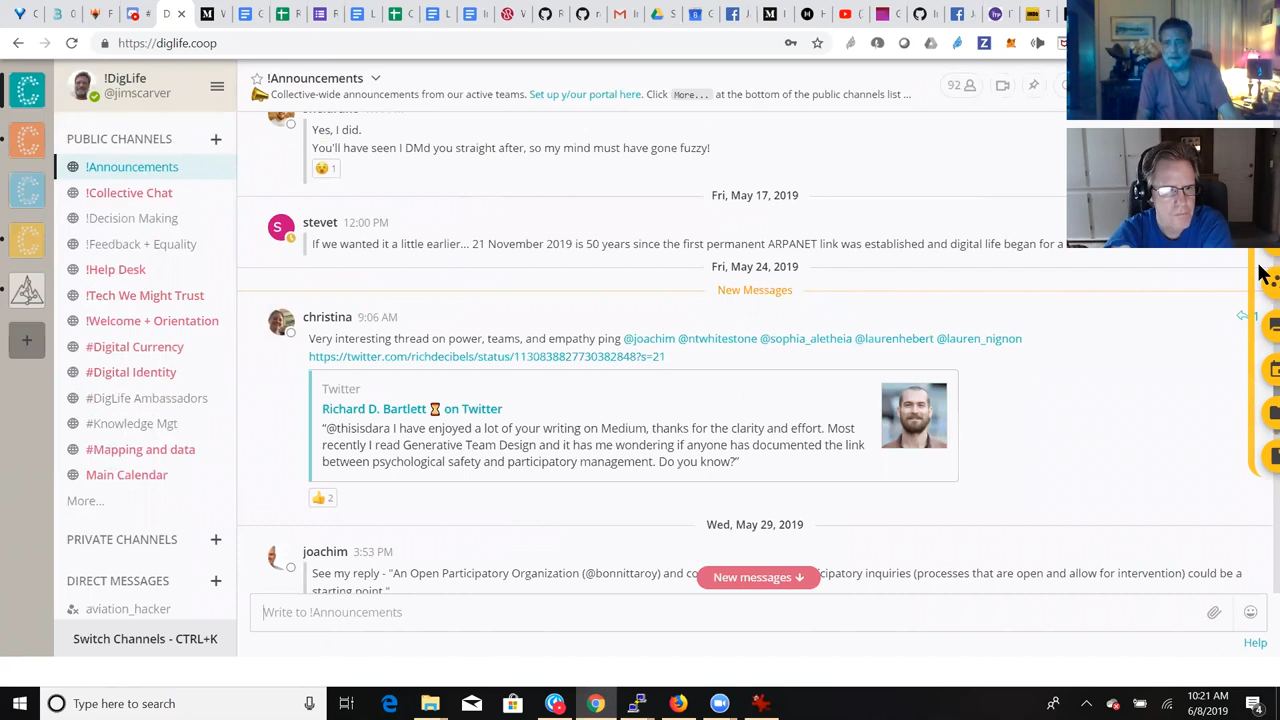 https://diglife.coop
!DigLife
@jimscarver
PUBLIC CHANNELS
!Announcements
!Collective Chat
!Decision Making
!Feedback + Equality
!Help Desk
!Tech We Might Trust
!Welcome + Orientation
#Digital Currency
#Digital Identity
#DigLife Ambassadors
#Knowledge Mgt
#Mapping and data
Main Calendar
More...
PRIVATE CHANNELS
DIRECT MESSAGES
aviation_hacker
Switch Channels - CTRL+K
!Announcements
Collective-wide announcements from our active teams. Set up y/our portal here. Click More... at the bottom of the public channels list ...
92
Yes, I did.
You'll have seen I DMd you straight after, so my mind must have gone fuzzy!
1
Fri, May 17, 2019
S
stevet 12:00 PM
If we wanted it a little earlier... 21 November 2019 is 50 years since the first permanent ARPANET link was established and digital life began for a
Fri, May 24, 2019
New Messages
christina 9:06 AM
1
Very interesting thread on power, teams, and empathy ping @joachim @ntwhitestone @sophia_aletheia @laurenhebert @lauren_nignon
https://twitter.com/richdecibels/status/1130838827730382848?s=21
Twitter
Richard D. Bartlett ⏳ on Twitter
“@thisisdara I have enjoyed a lot of your writing on Medium, thanks for the clarity and effort. Most
recently I read Generative Team Design and it has me wondering if anyone has documented the link
between psychological safety and participatory management. Do you know?”
2
Wed, May 29, 2019
joachim 3:53 PM
See my reply - "An Open Participatory Organization (@bonnittaroy) and co
New messages ↓
icipatory inquiries (processes that are open and allow for intervention) could be a
starting point."
Write to !Announcements
Help
Type here to search
10:21 AM
6/8/2019
4